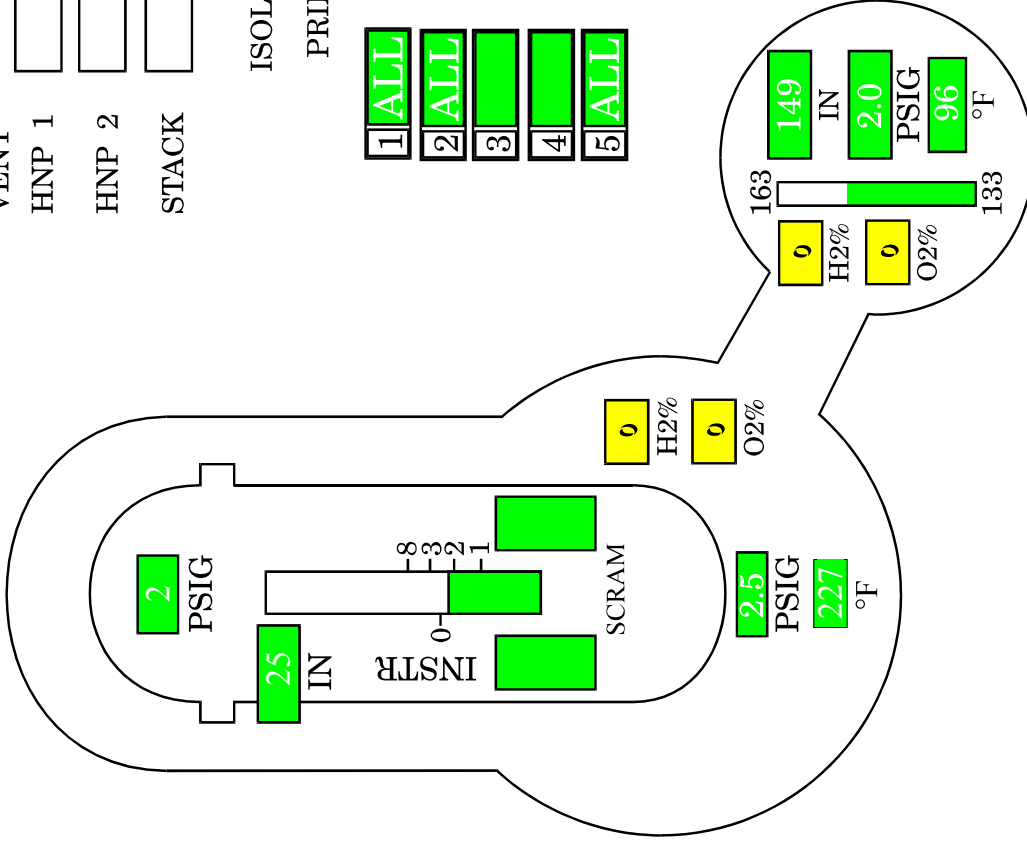 VENT
HNP 1
HNP 2
STACK
ISOL
PRI
1 ALL
2 ALL
3
4
5 ALL
149
IN
2.0
PSIG
96
°F
163
133
0
H2%
0
O2%
0
H2%
0
O2%
2
PSIG
25
IN
INSTR
0
8
3
2
1
SCRAM
2.5
PSIG
227
°F